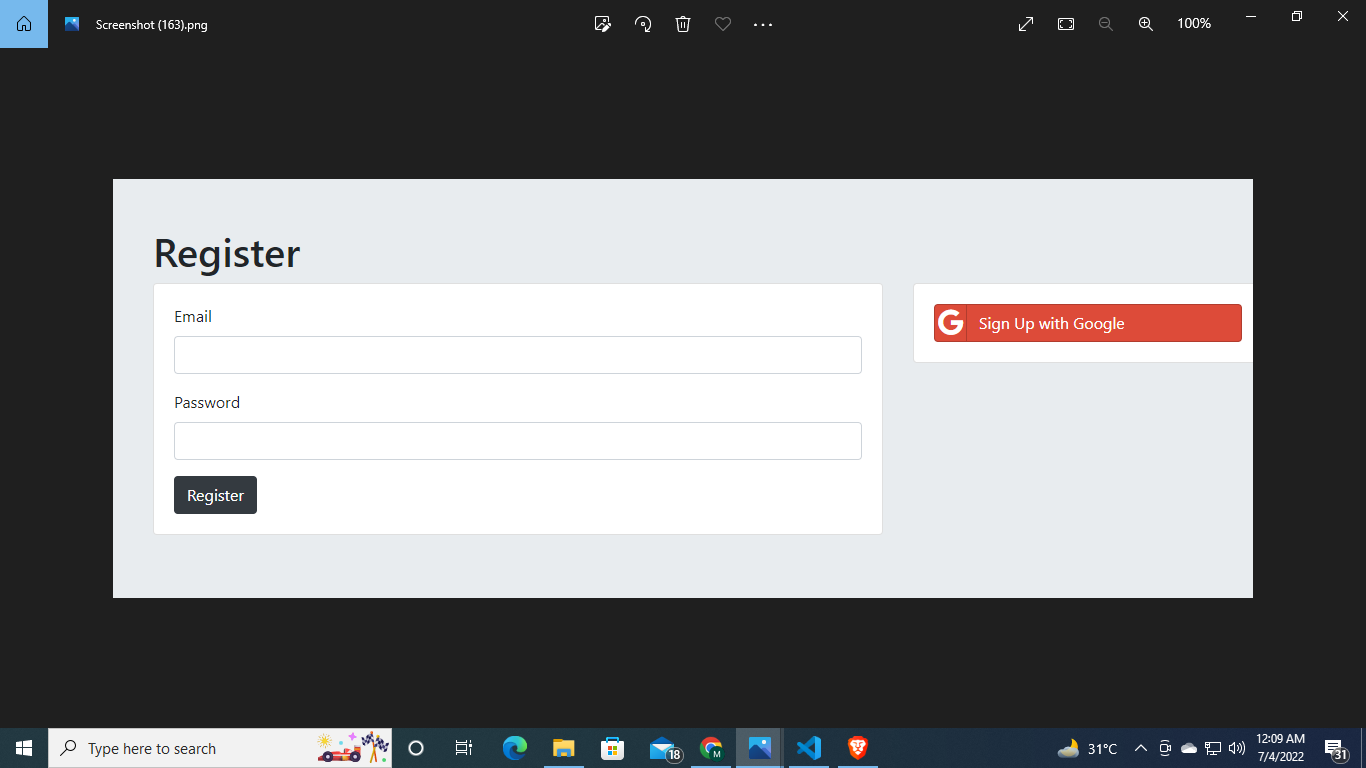 Screenshot (163).png
100%
Register
Email
G Sign Up with Google
Password
Register
Type here to search
18
M
31°C
12:09 AM
7/4/2022
31